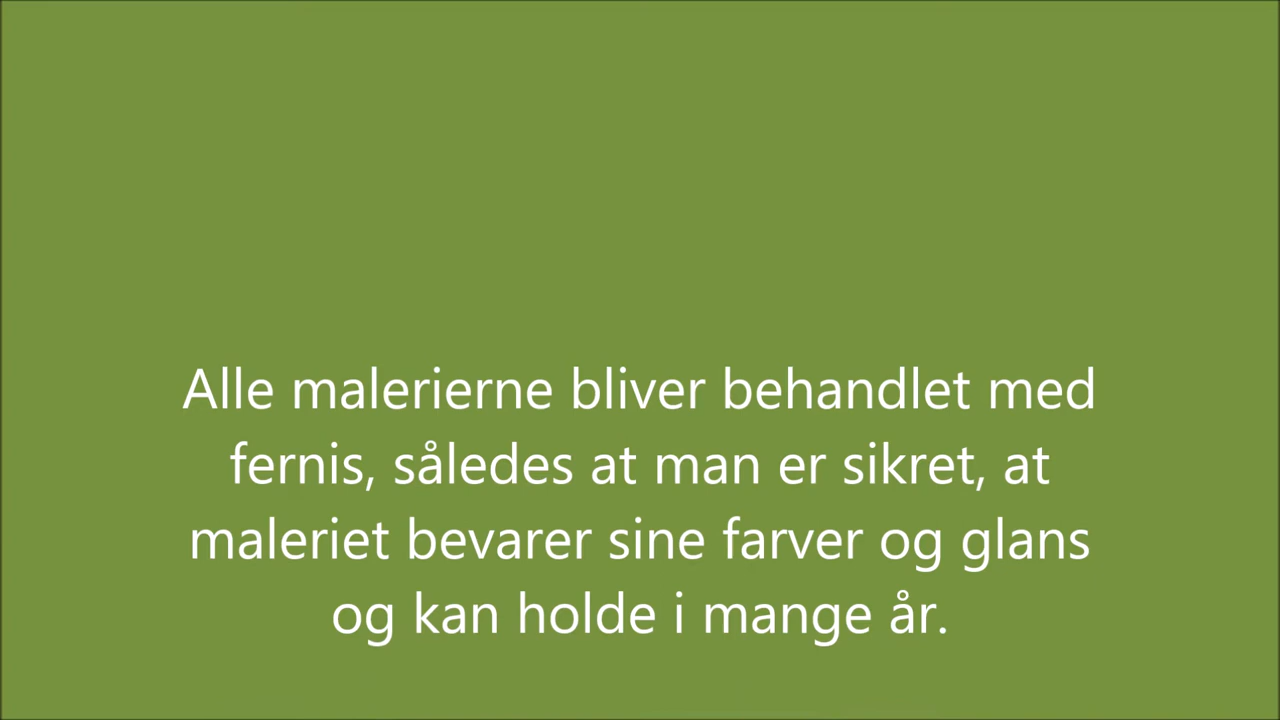 Alle malerierne bliver behandlet med
fernis, således at man er sikret, at
maleriet bevarer sine farver og glans
og kan holde i mange år.